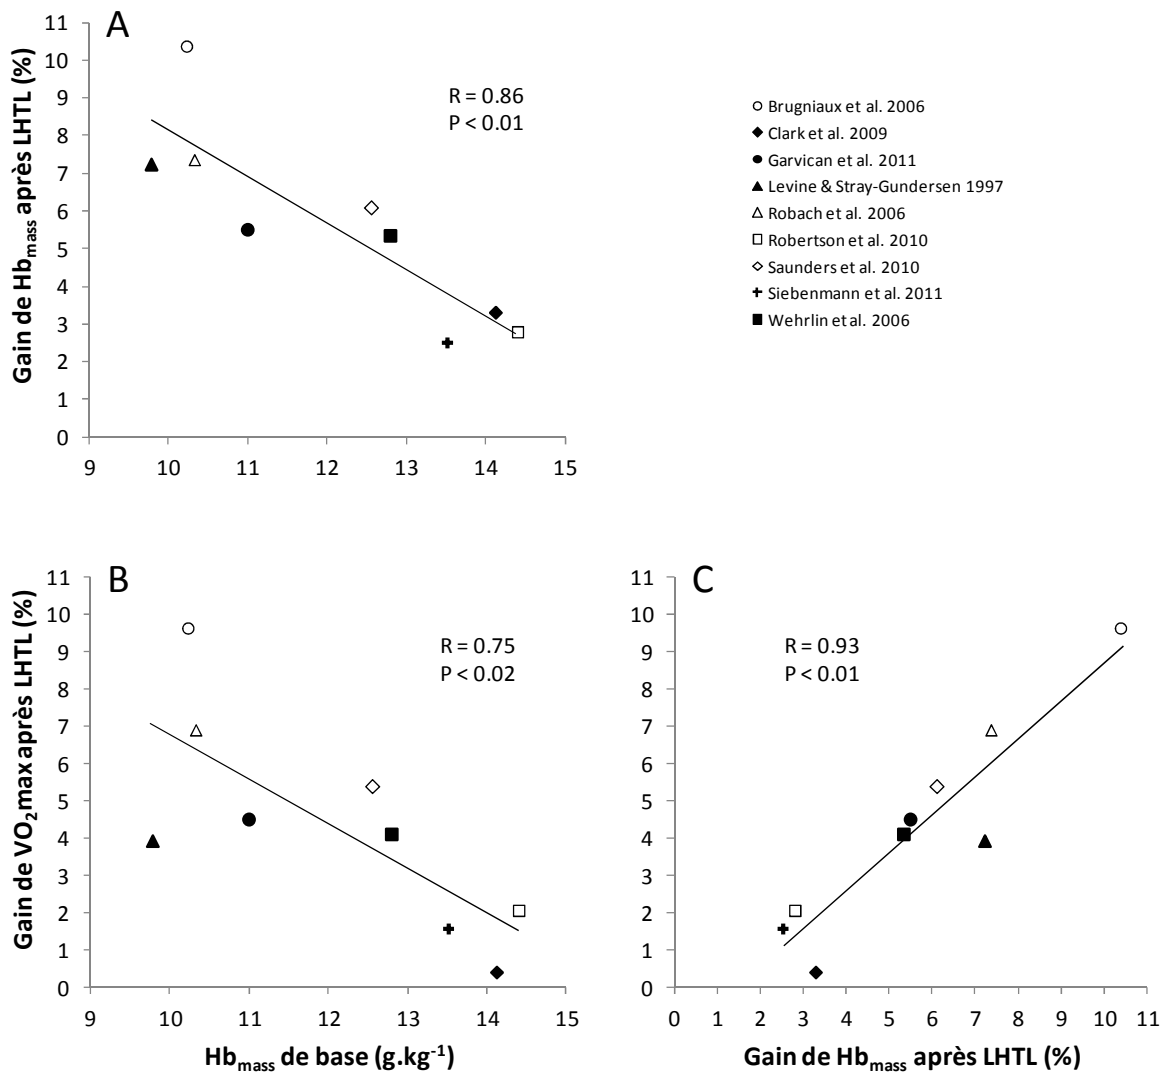 A
Gain de Hbmass après LHTL (%)
11
10
9
8
7
6
5
4
3
2
1
0
9 10 11 12 13 14 15
R = 0.86
P < 0.01
Brugniaux et al. 2006
Clark et al. 2009
Garvican et al. 2011
Levine & Stray-Gundersen 1997
Robach et al. 2006
Robertson et al. 2010
Saunders et al. 2010
Siebenmann et al. 2011
Wehrlin et al. 2006
B
Gain de VO2max après LHTL (%)
11
10
9
8
7
6
5
4
3
2
1
0
9 10 11 12 13 14 15
R = 0.75
P < 0.02
Hbmass de base (g.kg-1)
C
11
10
9
8
7
6
5
4
3
2
1
0
0 1 2 3 4 5 6 7 8 9 10 11
R = 0.93
P < 0.01
Gain de Hbmass après LHTL (%)